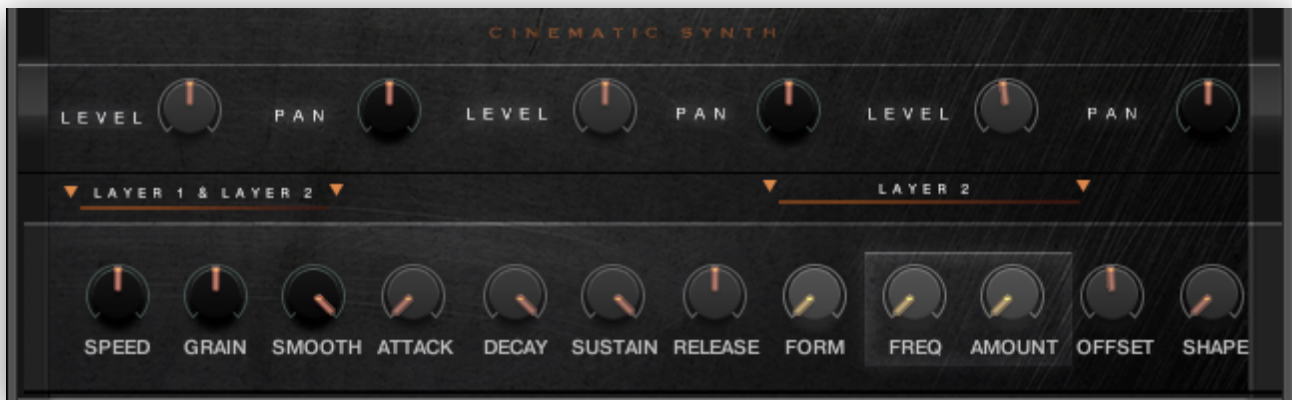 CINEMATIC SYNTH
LEVEL PAN LEVEL PAN LEVEL PAN
LAYER 1 & LAYER 2 LAYER 2
SPEED GRAIN SMOOTH ATTACK DECAY SUSTAIN RELEASE FORM FREQ AMOUNT OFFSET SHAPE